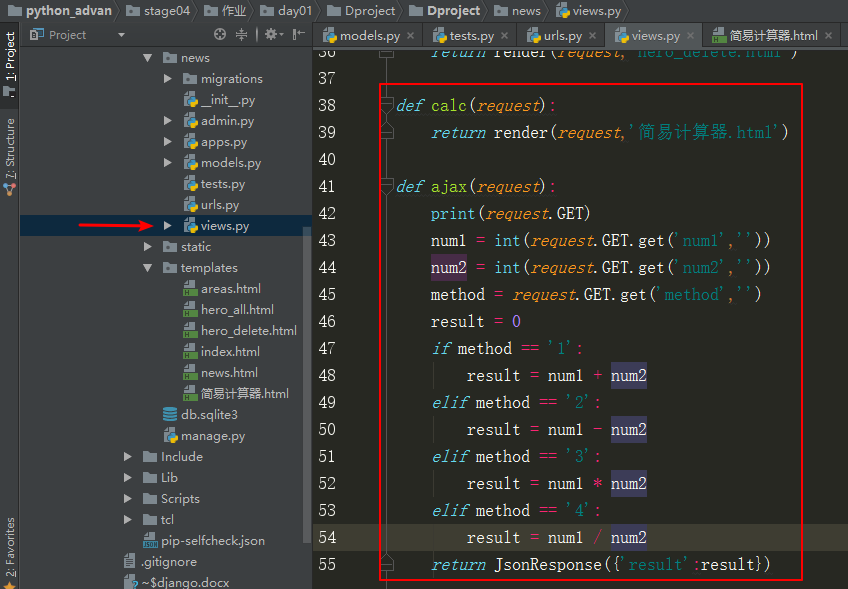 python_advan stage04 作业 day01 Dproject Dproject news views.py
Project
models.py × tests.py × urls.py × views.py × 简易计算器.html ×
1: Project
7: Structure
2: Favorites
news
migrations
__init__.py
admin.py
apps.py
models.py
tests.py
urls.py
views.py
static
templates
areas.html
hero_all.html
hero_delete.html
index.html
news.html
简易计算器.html
db.sqlite3
manage.py
Include
Lib
Scripts
tcl
pip-selfcheck.json
.gitignore
~$django.docx
36 return render(request,'hero_delete.html')
37
38 def calc(request):
39 return render(request,'简易计算器.html')
40
41 def ajax(request):
42 print(request.GET)
43 num1 = int(request.GET.get('num1',''))
44 num2 = int(request.GET.get('num2',''))
45 method = request.GET.get('method','')
46 result = 0
47 if method == '1':
48 result = num1 + num2
49 elif method == '2':
50 result = num1 - num2
51 elif method == '3':
52 result = num1 * num2
53 elif method == '4':
54 result = num1 / num2
55 return JsonResponse({'result':result})